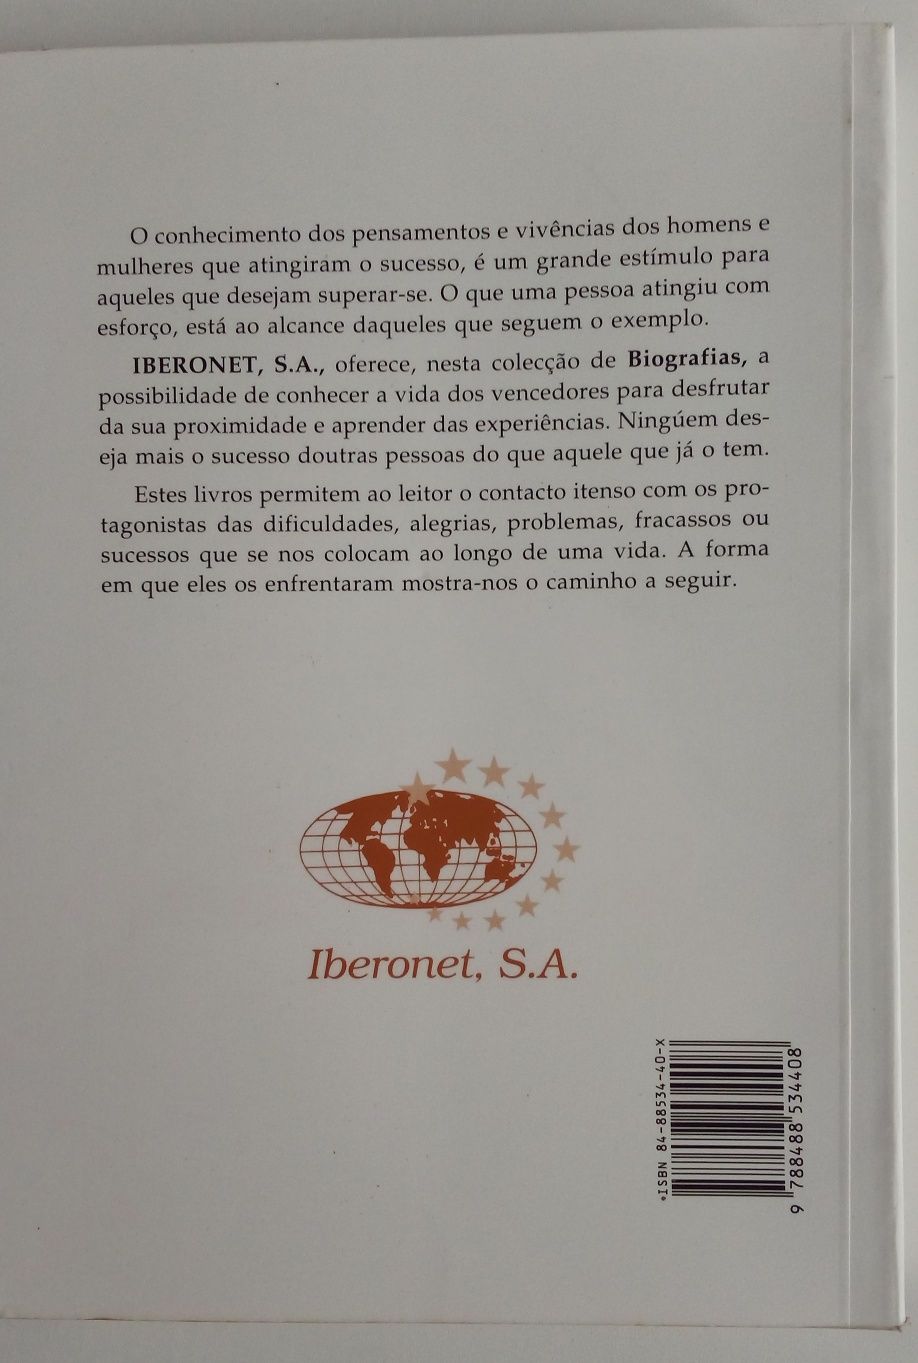 O conhecimento dos pensamentos e vivências dos homens e
mulheres que atingiram o sucesso, é um grande estímulo para
aqueles que desejam superar-se. O que uma pessoa atingiu com
esforço, está ao alcance daqueles que seguem o exemplo.
IBERONET, S.A., oferece, nesta colecção de Biografias, a
possibilidade de conhecer a vida dos vencedores para desfrutar
da sua proximidade e aprender das experiências. Ningúem des-
eja mais o sucesso doutras pessoas do que aquele que já o tem.
Estes livros permitem ao leitor o contacto itenso com os pro-
tagonistas das dificuldades, alegrias, problemas, fracassos ou
sucessos que se nos colocam ao longo de uma vida. A forma
em que eles os enfrentaram mostra-nos o caminho a seguir.
Iberonet, S.A.
ISBN 84-88534-40-X
9 788488 534408